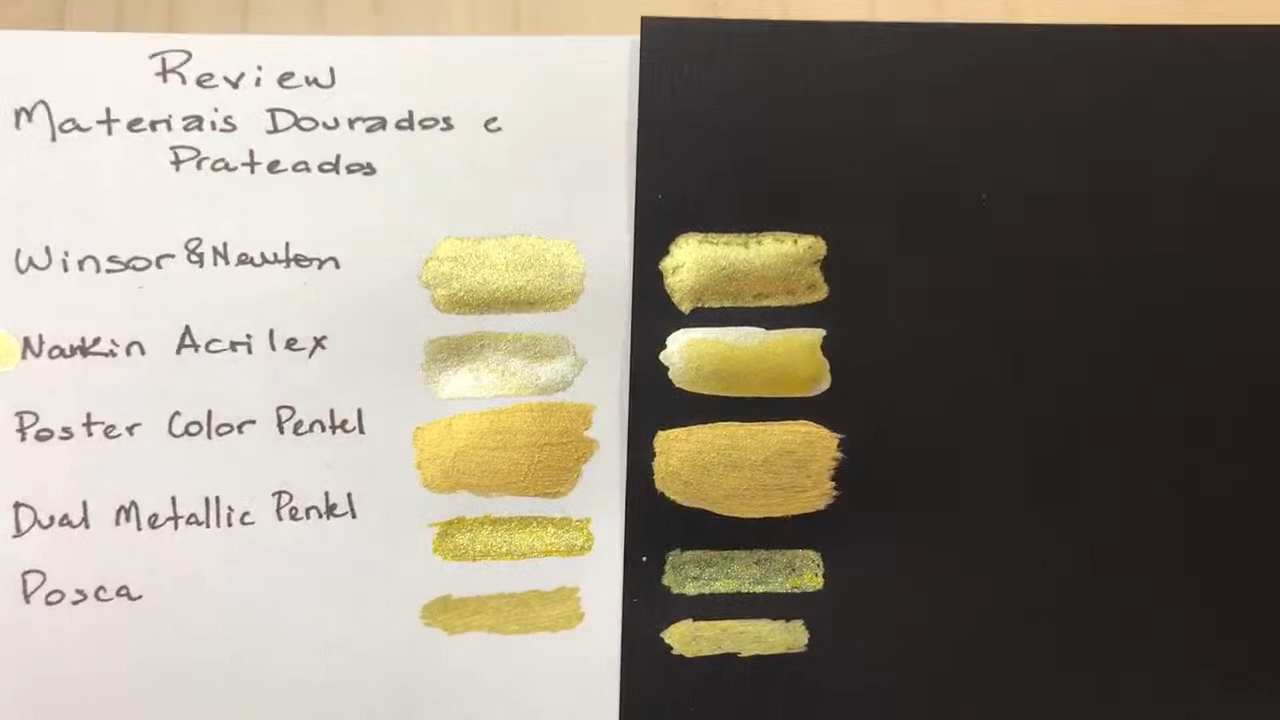 Review
Materiais Dourados e
Prateados
Winsor & Newton
Nankin Acrilex
Poster Color Pentel
Dual Metallic Pentel
Posca